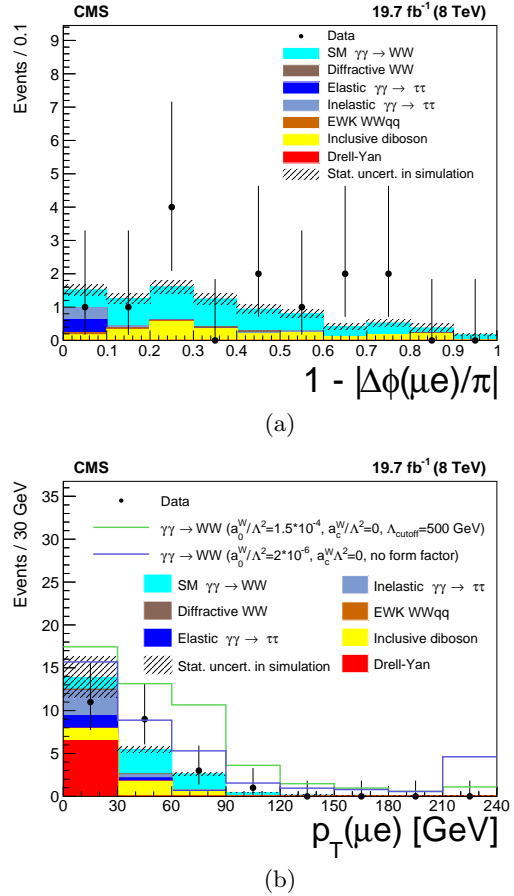 CMS 19.7 fb⁻¹ (8 TeV)
Events / 0.1
Data
SM γγ → WW
Diffractive WW
Elastic γγ → ττ
Inelastic γγ → ττ
EWK WWqq
Inclusive diboson
Drell-Yan
Stat. uncert. in simulation
9
8
7
6
5
4
3
2
1
0
0 0.1 0.2 0.3 0.4 0.5 0.6 0.7 0.8 0.9 1
1 - |Δϕ(μe)/π|
(a)
CMS 19.7 fb⁻¹ (8 TeV)
Events / 30 GeV
Data
γγ → WW (a₀ᵂ/Λ²=1.5*10⁻⁴, a_cᵂ/Λ²=0, Λcutoff=500 GeV)
γγ → WW (a₀ᵂ/Λ²=2*10⁻⁶, a_cᵂΛ²=0, no form factor)
SM γγ → WW Inelastic γγ → ττ
Diffractive WW EWK WWqq
Elastic γγ → ττ Inclusive diboson
Stat. uncert. in simulation Drell-Yan
35
30
25
20
15
10
5
0
0 30 60 90 120 150 180 210 240
p_T(μe) [GeV]
(b)